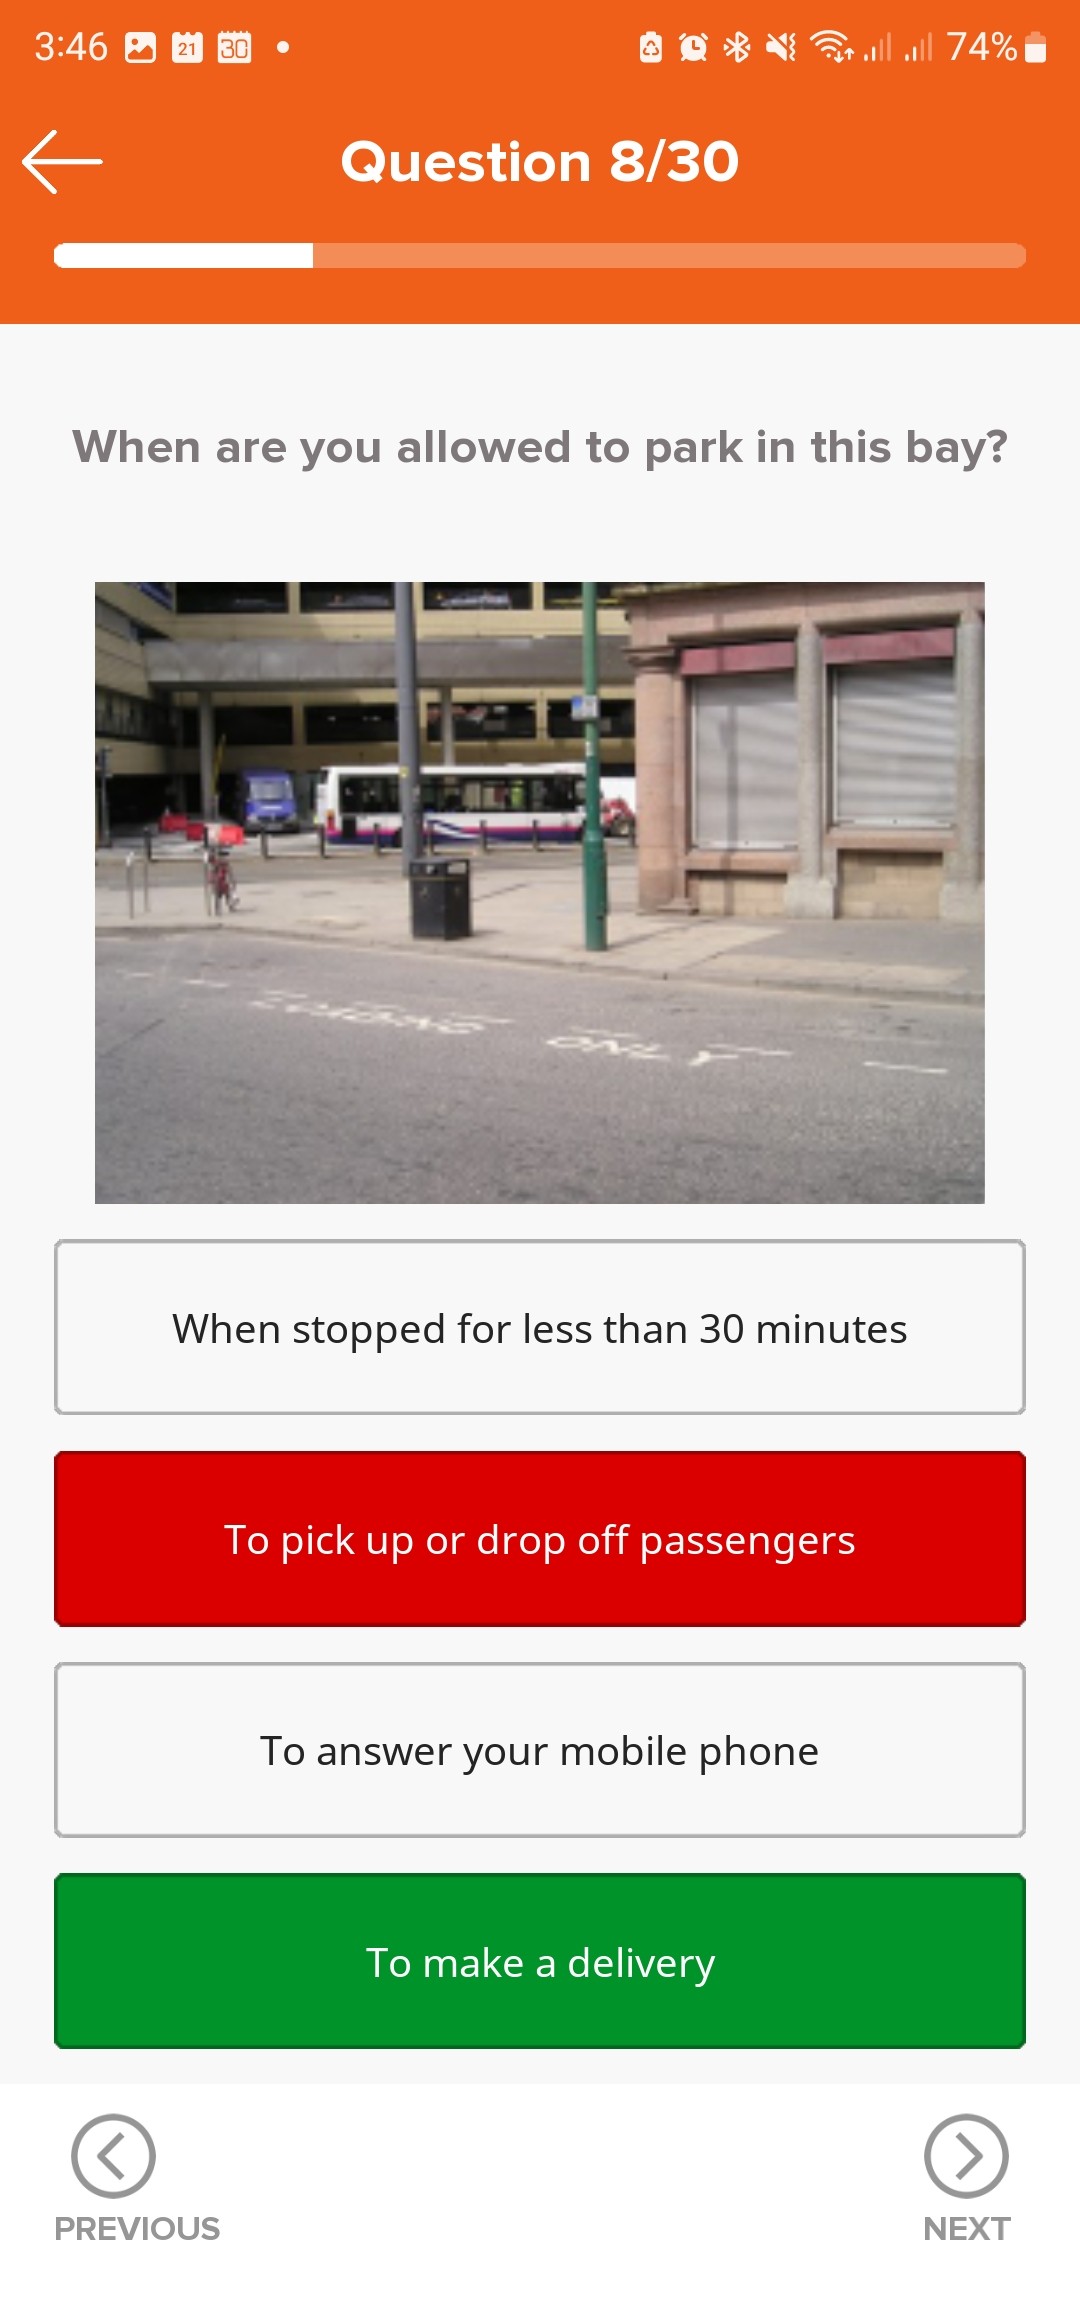 3:46
21
30
74%
Question 8/30
When are you allowed to park in this bay?
LOADING ONLY
When stopped for less than 30 minutes
To pick up or drop off passengers
To answer your mobile phone
To make a delivery
PREVIOUS
NEXT